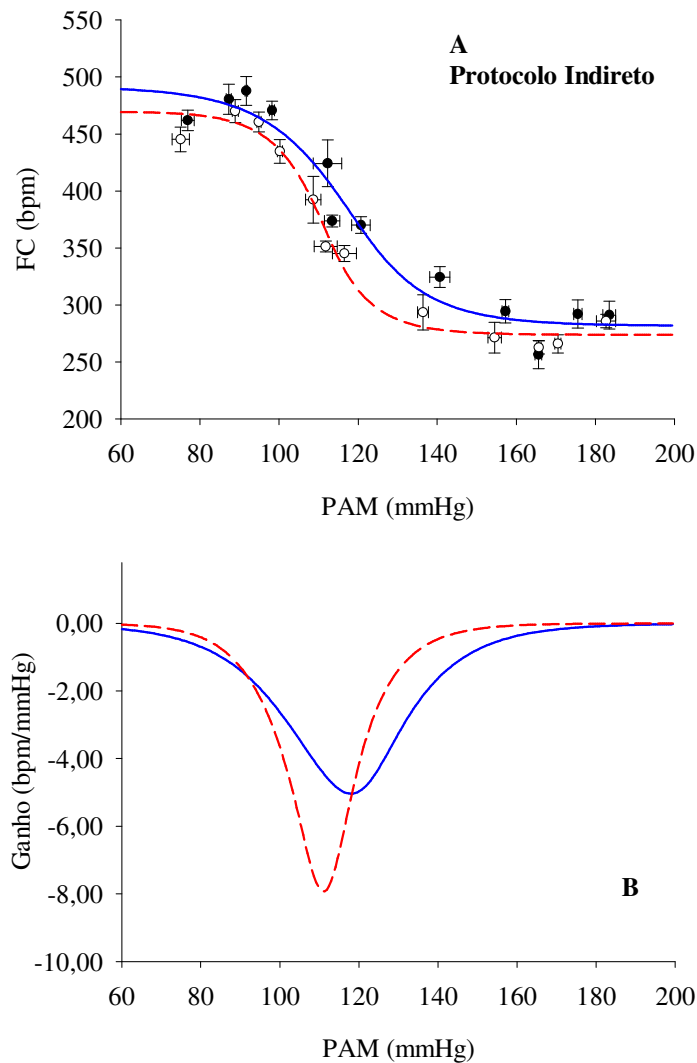 A
Protocolo Indireto
550
500
450
400
350
300
250
200
FC (bpm)
60 80 100 120 140 160 180 200
PAM (mmHg)
0,00
-2,00
-4,00
-6,00
-8,00
-10,00
Ganho (bpm/mmHg)
B
60 80 100 120 140 160 180 200
PAM (mmHg)